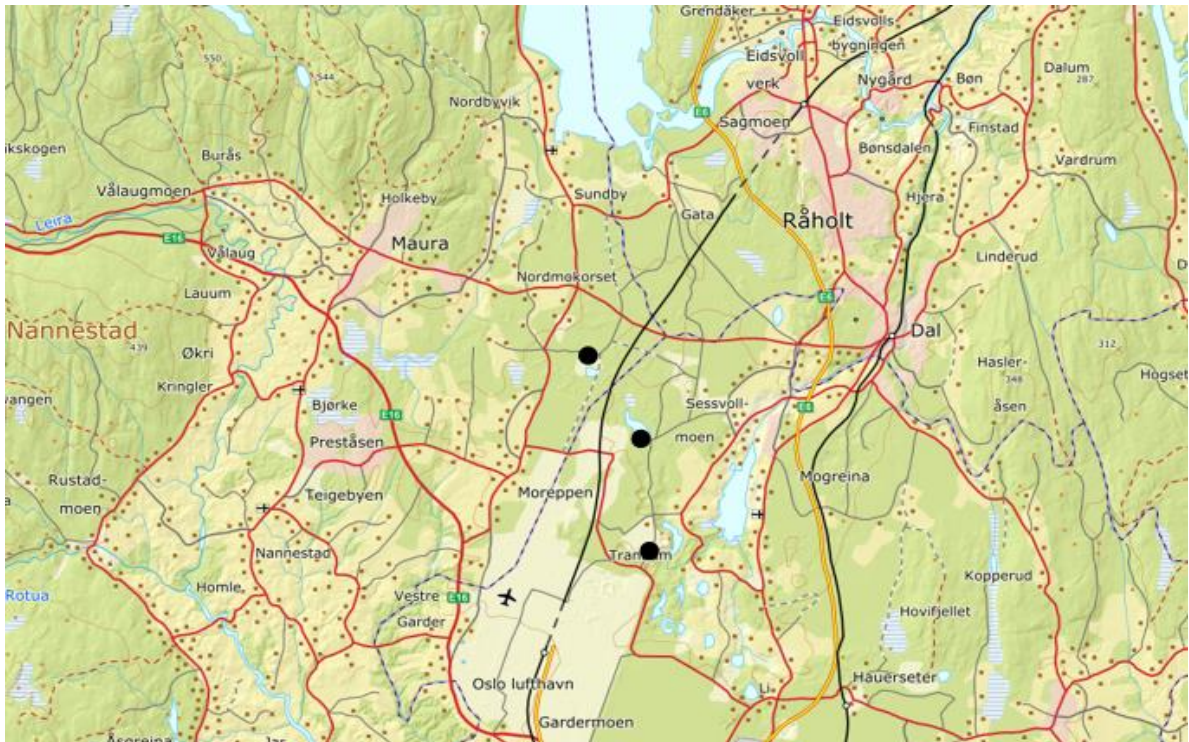 Grendåker
Eidsvolls-
bygningen
550
544
Eidsvoll
verk
Nygård
Bøn
Dalum
287
Nordbyvik
E6
Sagmoen
Finstad
ikskogen
Burås
Bønsdalen
Vardrum
Vålaugmoen
Holkeby
Sundby
Hjera
Leira
Gata
Råholt
E16
Maura
Vålaug
Linderud
Nordmokorset
Lauum
E6
Nannestad
Dal
312
439
Økri
Hasler-
Hogset
Kringler
348
vangen
Bjørke
Sessvoll-
E6
åsen
E16
Preståsen
moen
Rustad-
moen
Mogreina
Teigebyen
Moreppen
Nannestad
Kopperud
Homle
Rotua
Vestre
Garder
E16
Hovifjellet
Oslo lufthavn
Li
Hauerseter
Gardermoen